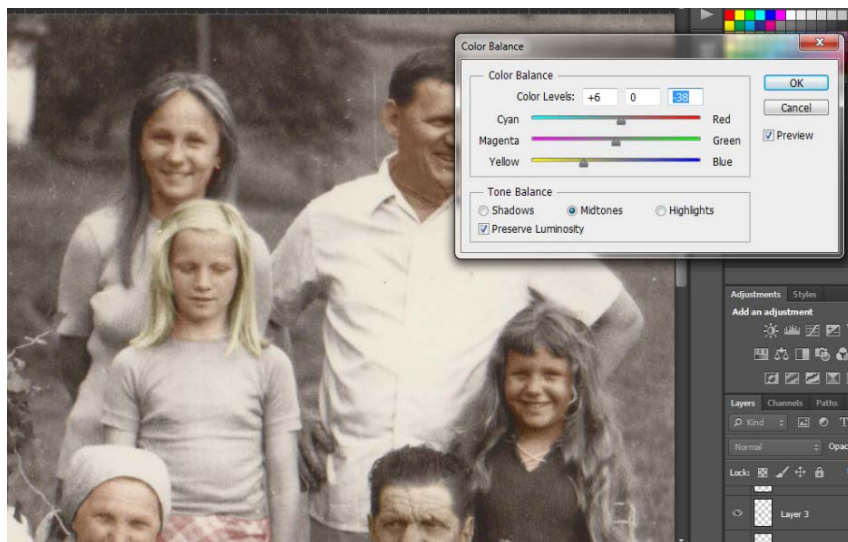 Color Balance
Color Balance
Color Levels: +6 0 -38
Cyan Red
Magenta Green
Yellow Blue
Tone Balance
Shadows Midtones Highlights
Preserve Luminosity
OK
Cancel
Preview
Adjustments Styles
Add an adjustment
Layers Channels Paths
Kind
Normal Opac
Lock:
Layer 3